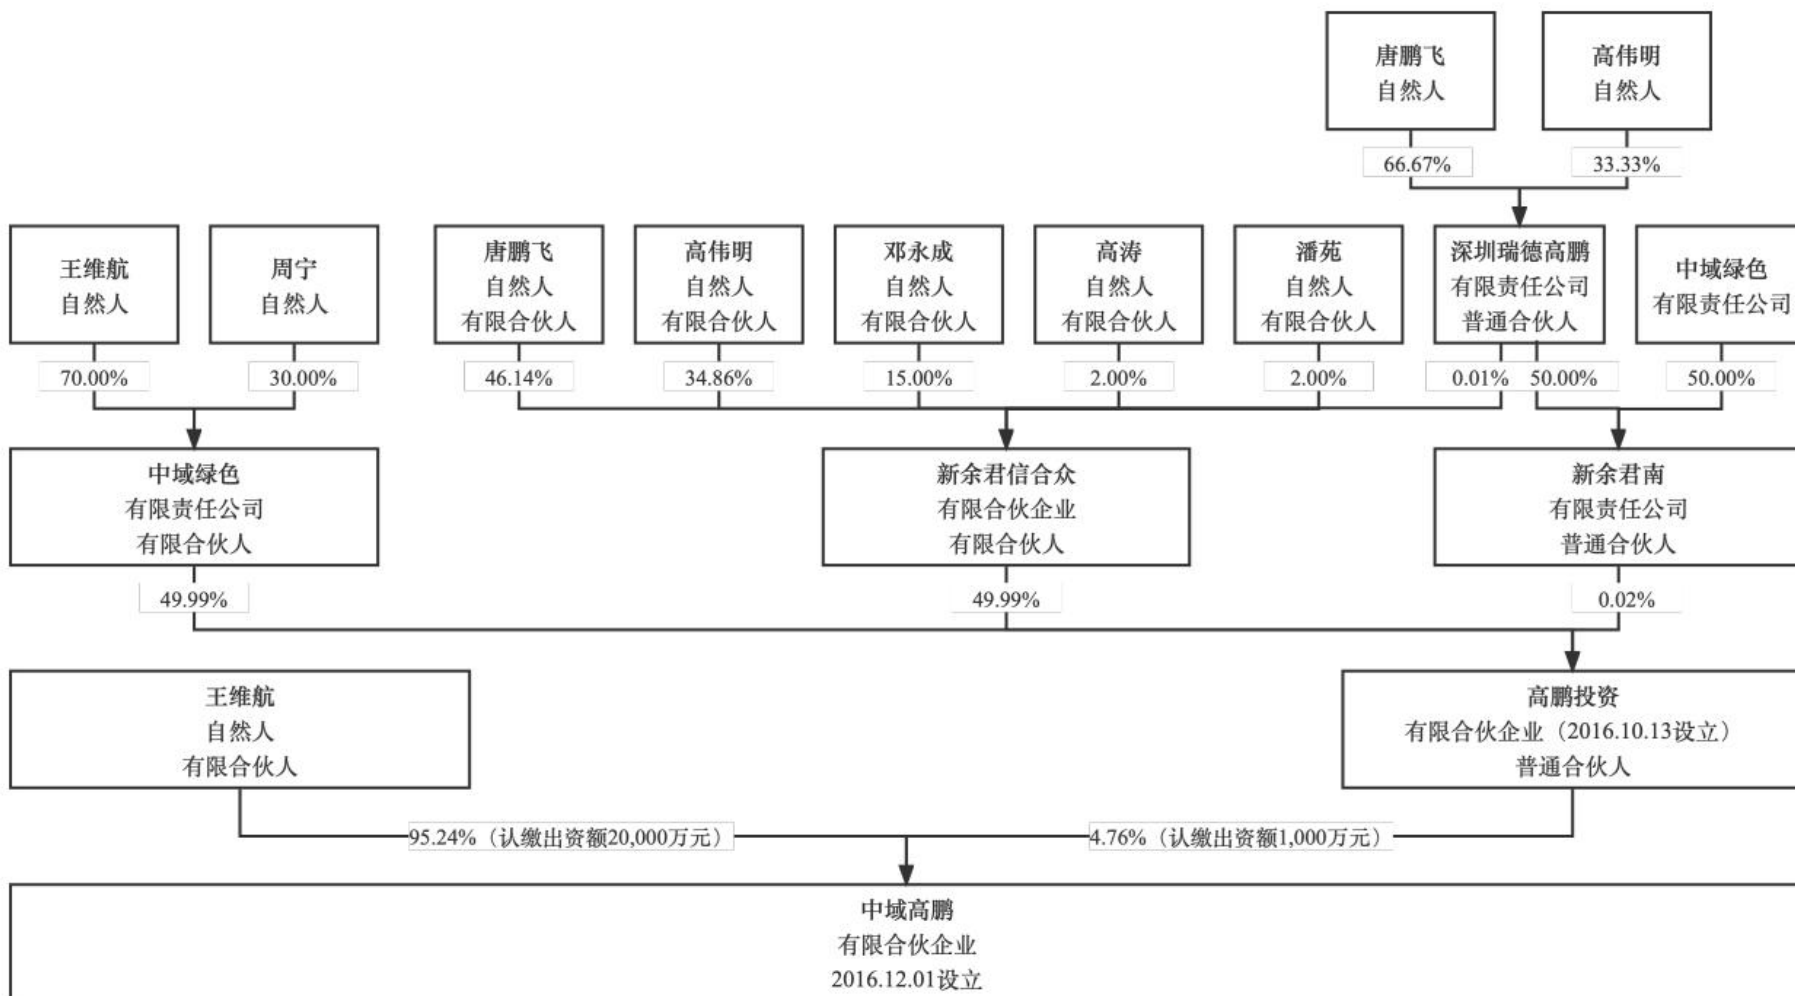 唐鹏飞
自然人
高伟明
自然人
66.67%
33.33%
王维航
自然人
周宁
自然人
唐鹏飞
自然人
有限合伙人
高伟明
自然人
有限合伙人
邓永成
自然人
有限合伙人
高涛
自然人
有限合伙人
潘苑
自然人
有限合伙人
深圳瑞德高鹏
有限责任公司
普通合伙人
中域绿色
有限责任公司
70.00%
30.00%
46.14%
34.86%
15.00%
2.00%
2.00%
0.01%
50.00%
50.00%
中域绿色
有限责任公司
有限合伙人
新余君信合众
有限合伙企业
有限合伙人
新余君南
有限责任公司
普通合伙人
49.99%
49.99%
0.02%
王维航
自然人
有限合伙人
高鹏投资
有限合伙企业（2016.10.13设立）
普通合伙人
95.24%（认缴出资额20,000万元）
4.76%（认缴出资额1,000万元）
中域高鹏
有限合伙企业
2016.12.01设立